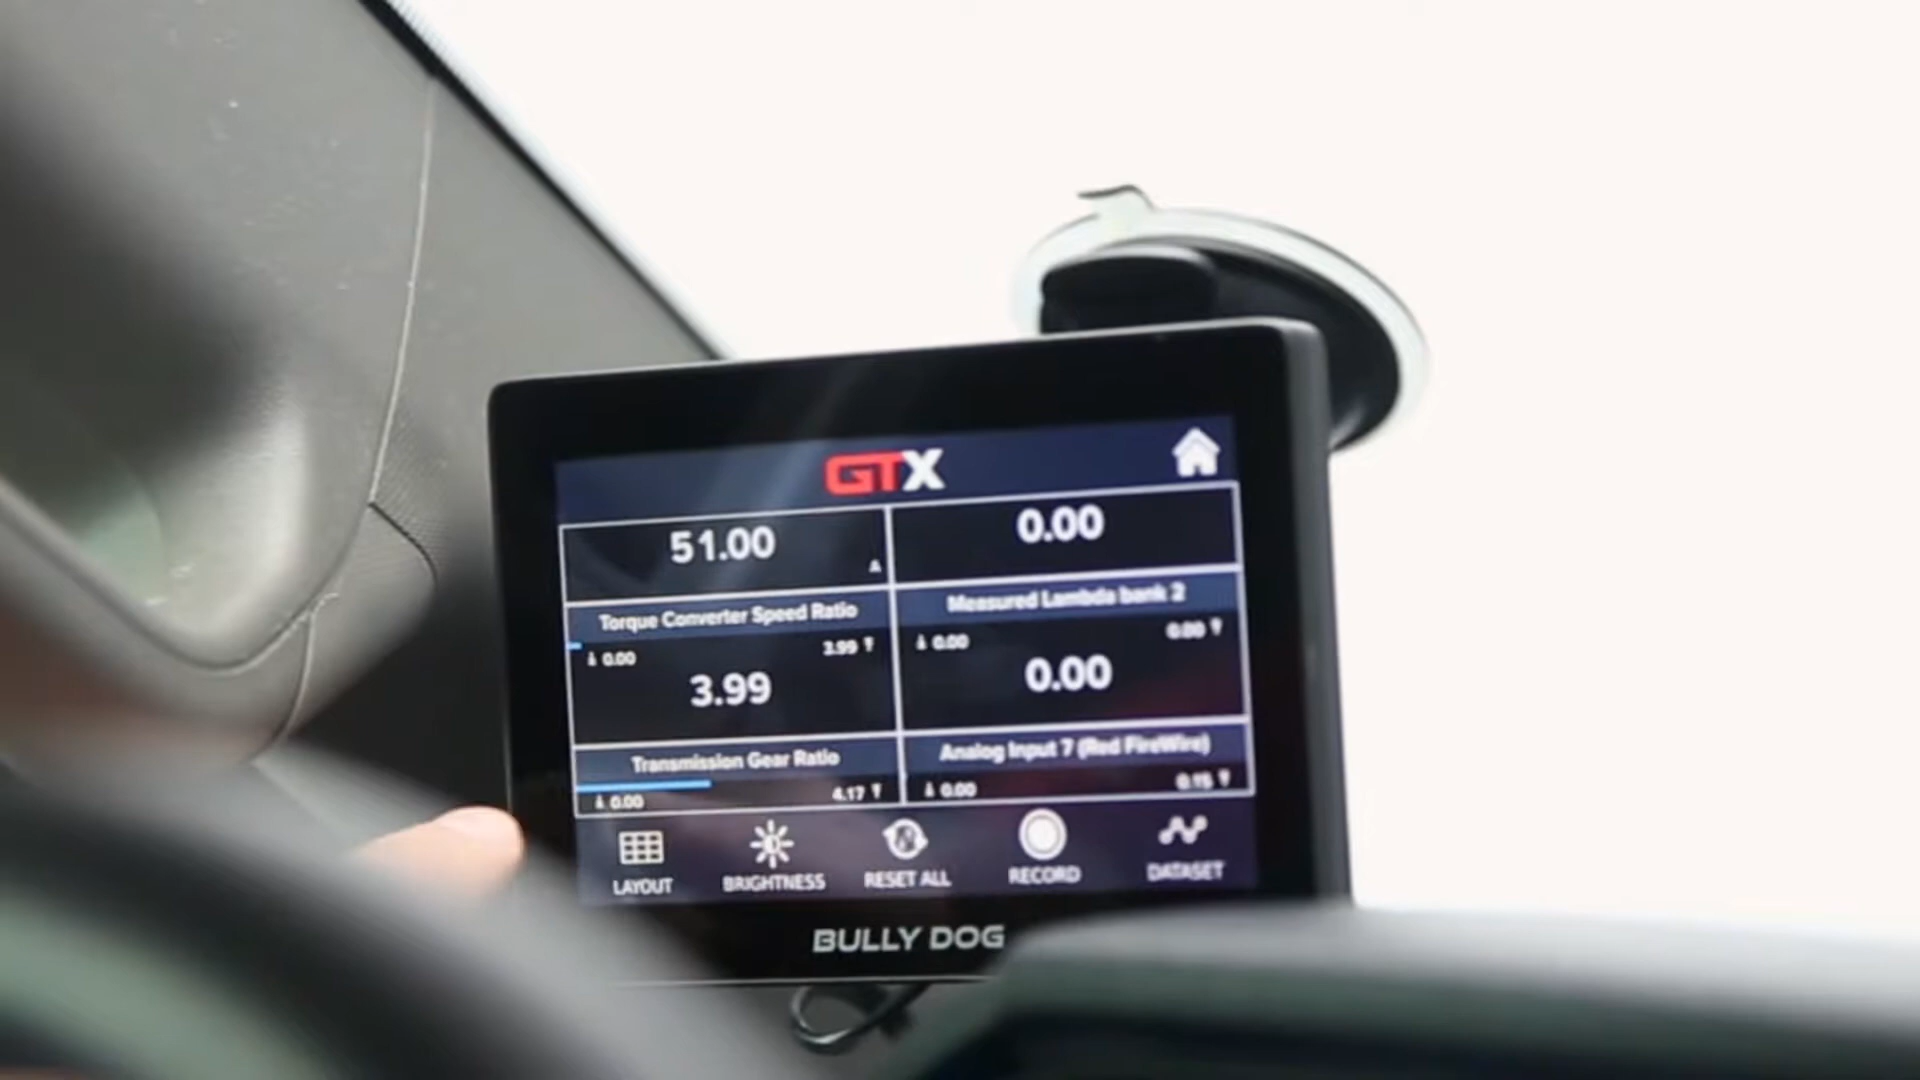 GTX
51.00
A
0.00
Torque Converter Speed Ratio
0.00 3.99
3.99
Measured Lambda bank 2
0.00 0.00
0.00
Transmission Gear Ratio
0.00 4.17
Analog Input 7 (Red FireWire)
0.00 0.15
LAYOUT
BRIGHTNESS
RESET ALL
RECORD
DATASET
BULLY DOG